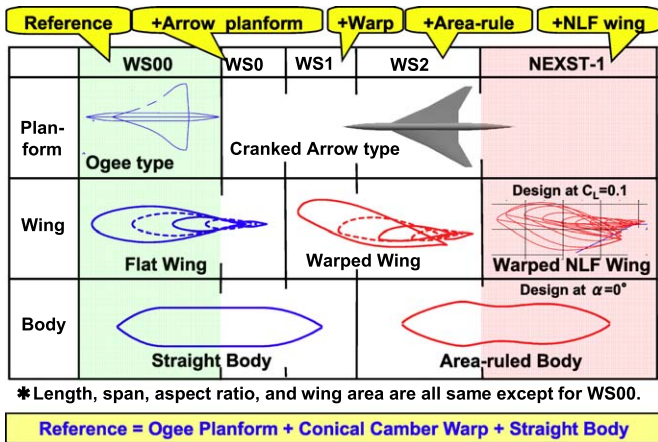 Reference
+Arrow planform
+Warp
+Area-rule
+NLF wing
WS00
WS0
WS1
WS2
NEXST-1
Plan-
form
Ogee type
Cranked Arrow type
Wing
Flat Wing
Warped Wing
Design at CL=0.1
Warped NLF Wing
Body
Straight Body
Design at α=0°
Area-ruled Body
✱Length, span, aspect ratio, and wing area are all same except for WS00.
Reference = Ogee Planform + Conical Camber Warp + Straight Body